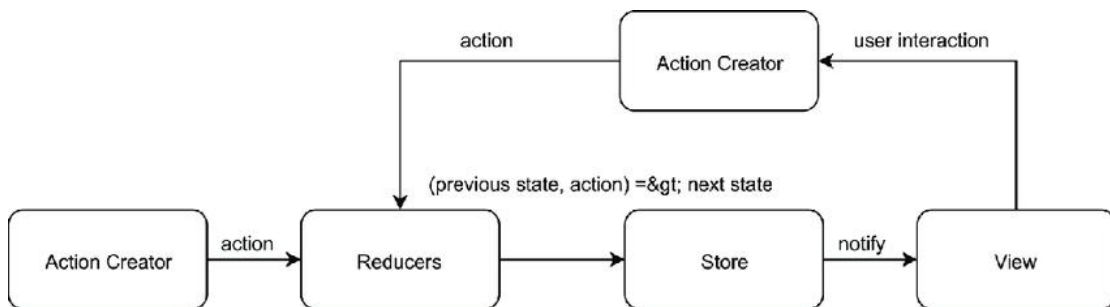 action
Action Creator
user interaction
(previous state, action) =&gt; next state
Action Creator
action
Reducers
Store
notify
View